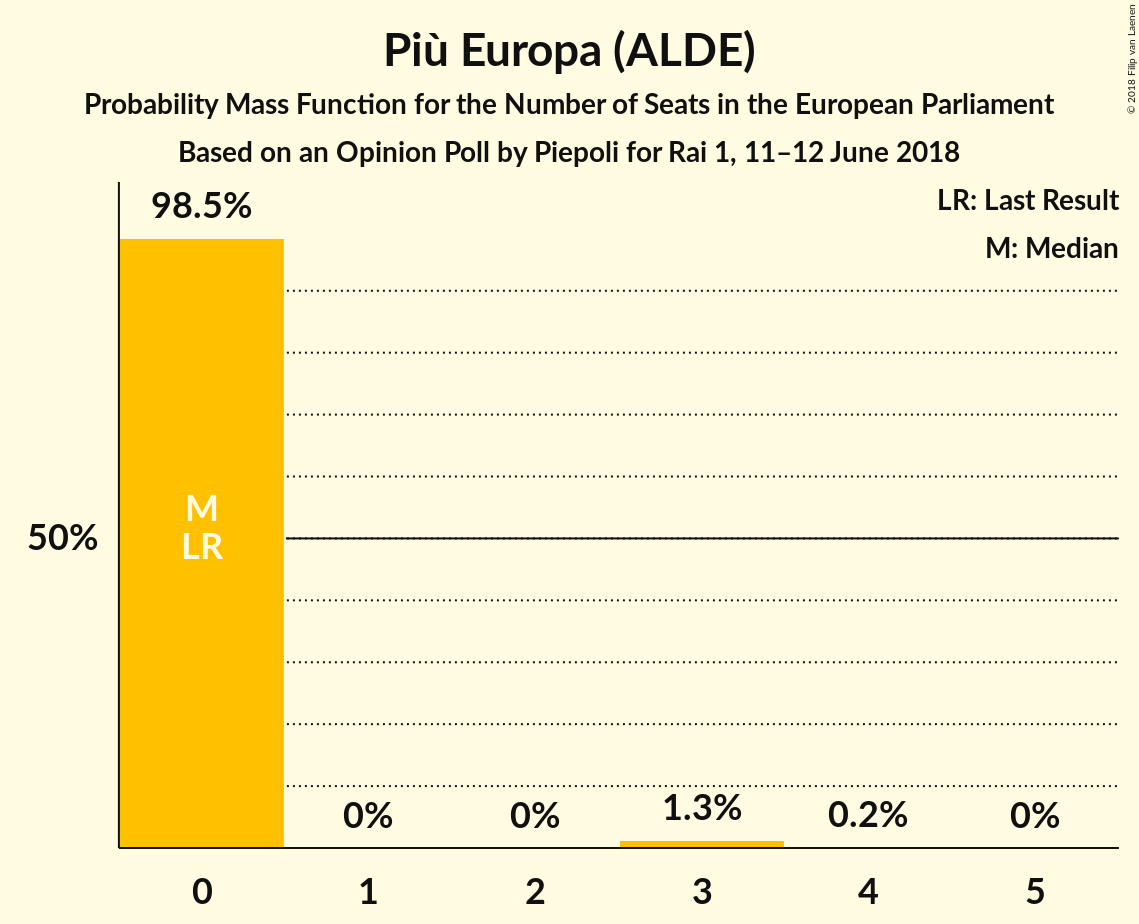 Più Europa (ALDE)
Probability Mass Function for the Number of Seats in the European Parliament
Based on an Opinion Poll by Piepoli for Rai 1, 11–12 June 2018
© 2018 Filip van Laenen
LR: Last Result
M: Median
98.5%
M
LR
50%
0%
0%
1.3%
0.2%
0%
0
1
2
3
4
5